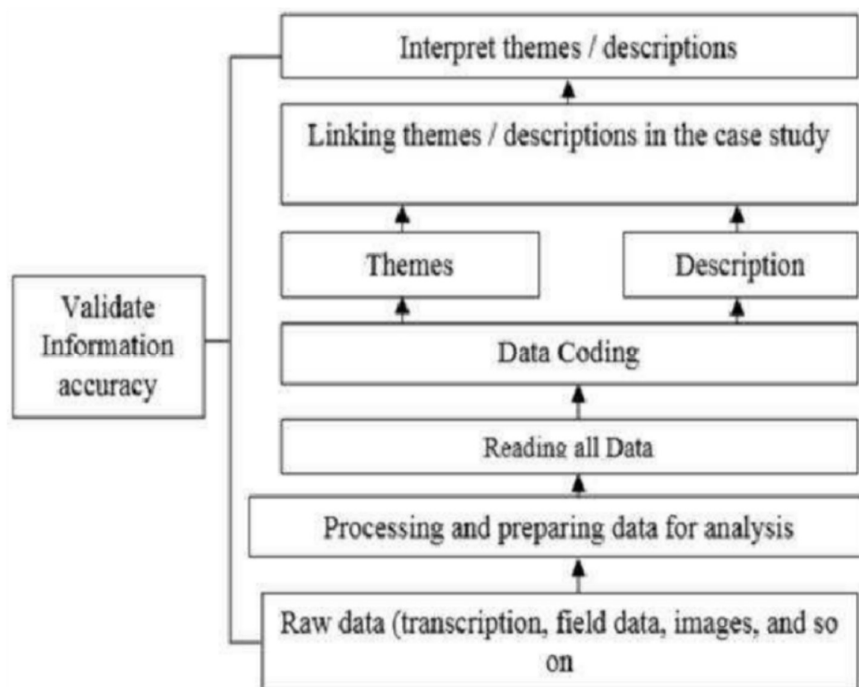 Interpret themes / descriptions
Linking themes / descriptions in the case study
Themes
Description
Validate
Information
accuracy
Data Coding
Reading all Data
Processing and preparing data for analysis
Raw data (transcription, field data, images, and so
on